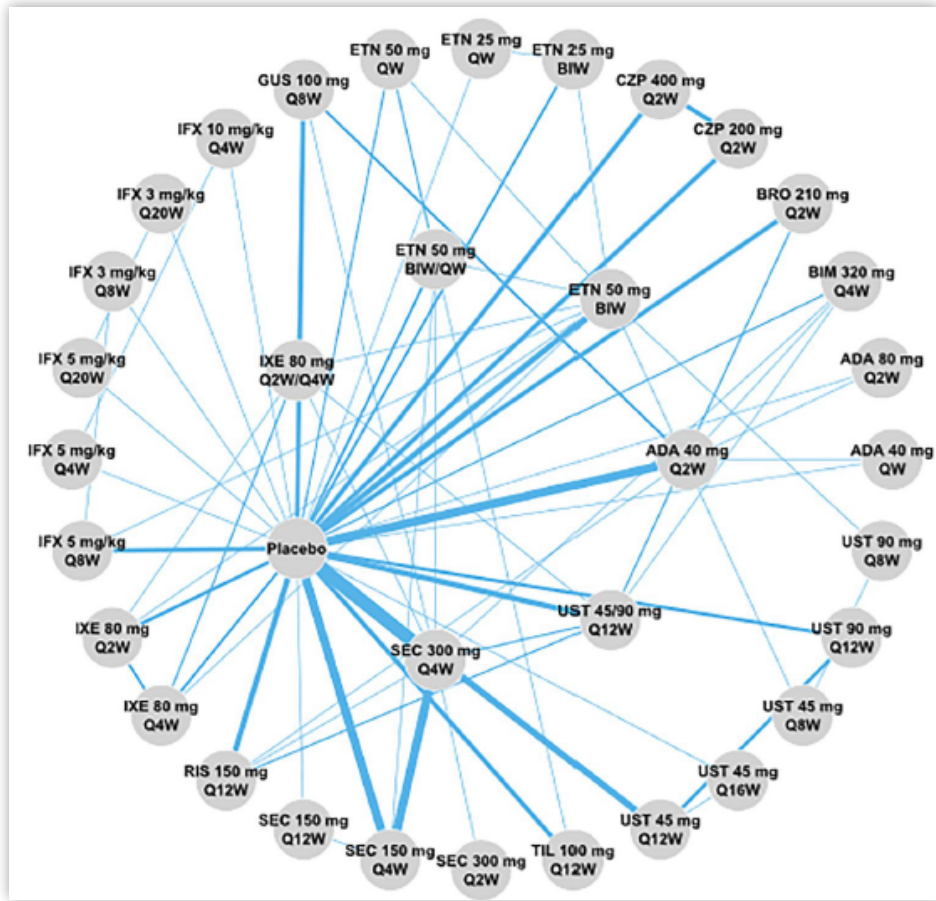 ETN 25 mg
QW
ETN 25 mg
BIW
ETN 50 mg
QW
GUS 100 mg
Q8W
CZP 400 mg
Q2W
IFX 10 mg/kg
Q4W
CZP 200 mg
Q2W
IFX 3 mg/kg
Q20W
BRO 210 mg
Q2W
ETN 50 mg
BIW/QW
IFX 3 mg/kg
Q8W
BIM 320 mg
Q4W
ETN 50 mg
BIW
IFX 5 mg/kg
Q20W
IXE 80 mg
Q2W/Q4W
ADA 80 mg
Q2W
IFX 5 mg/kg
Q4W
ADA 40 mg
Q2W
ADA 40 mg
QW
IFX 5 mg/kg
Q8W
Placebo
UST 90 mg
Q8W
IXE 80 mg
Q2W
UST 45/90 mg
Q12W
UST 90 mg
Q12W
SEC 300 mg
Q4W
IXE 80 mg
Q4W
UST 45 mg
Q8W
RIS 150 mg
Q12W
UST 45 mg
Q16W
SEC 150 mg
Q12W
UST 45 mg
Q12W
SEC 150 mg
Q4W
SEC 300 mg
Q2W
TIL 100 mg
Q12W